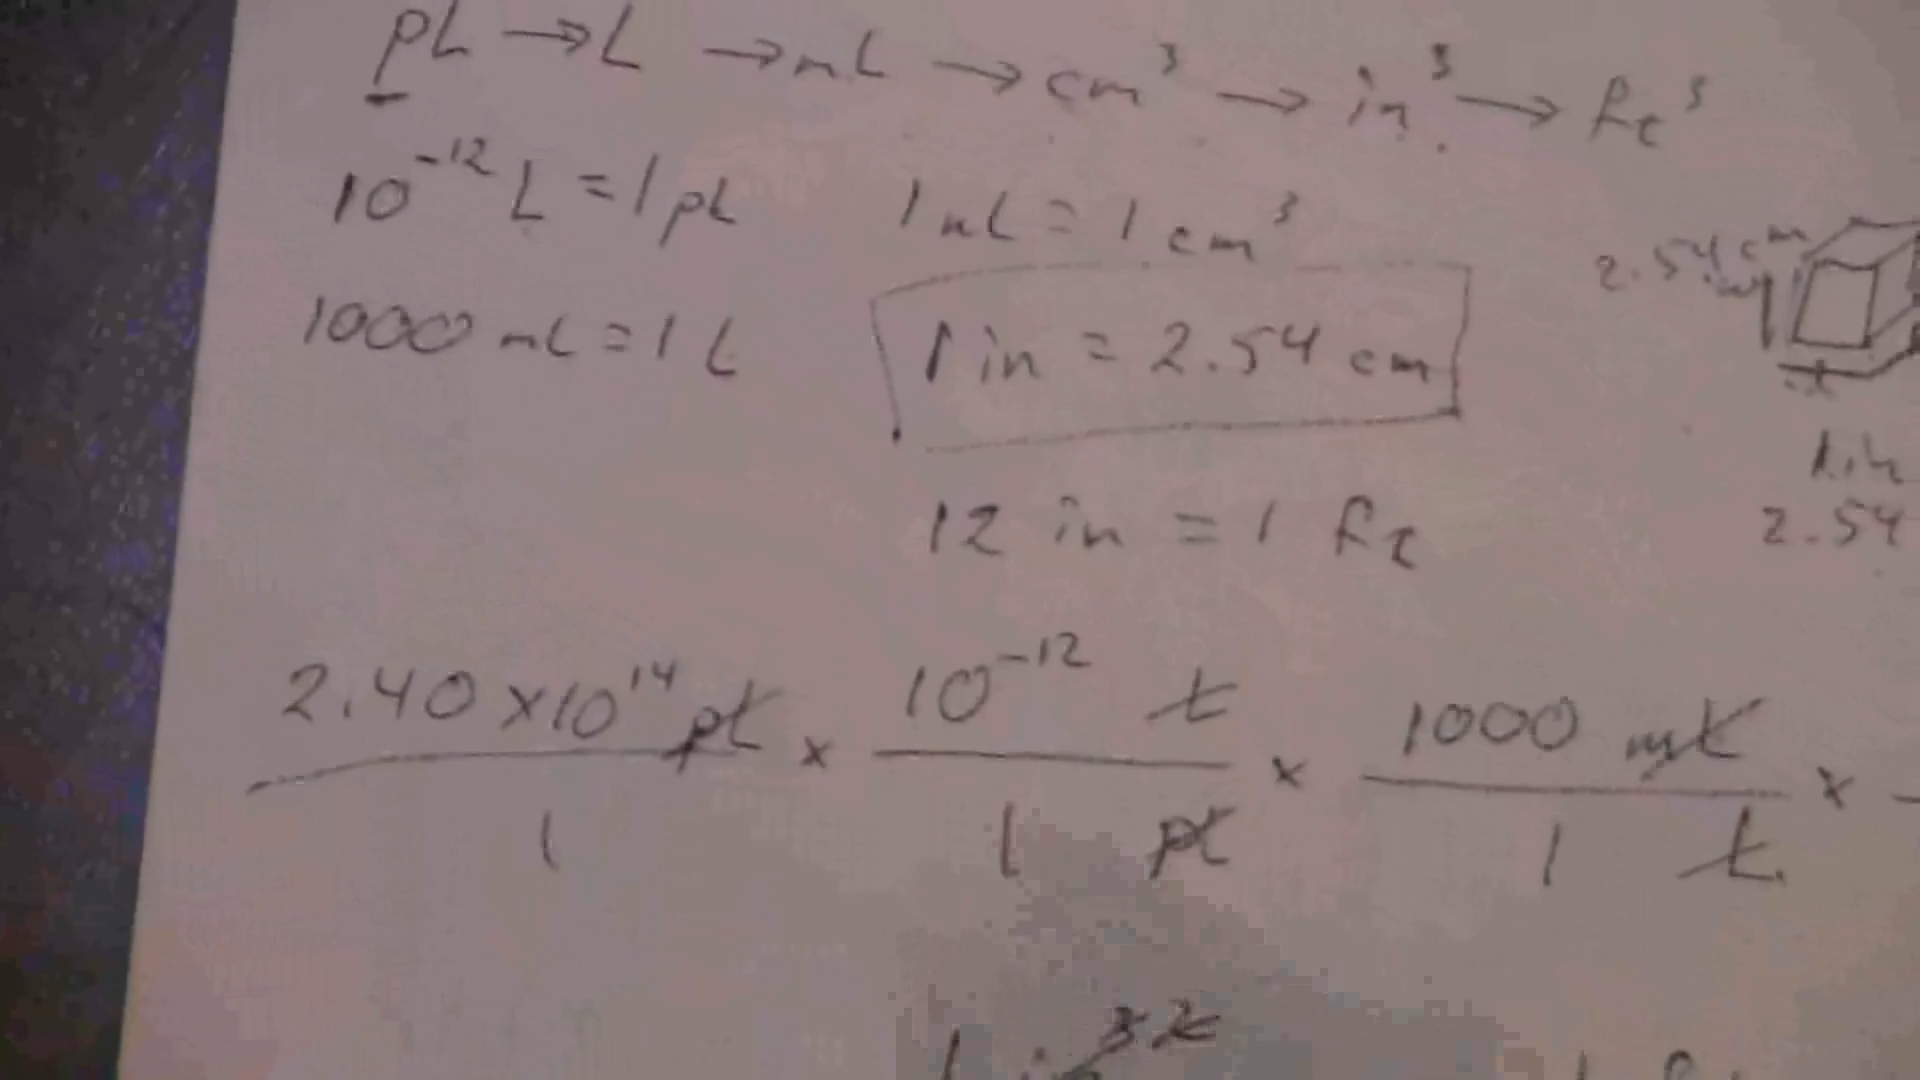 pL → L → mL → cm³ → in³ → ft³
10⁻¹² L = 1 pL
1 mL = 1 cm³
1000 mL = 1 L
1 in = 2.54 cm
12 in = 1 ft
2.54 cm
1 in
2.54
2.40 x10¹⁴ pL x 10⁻¹² L x 1000 mL x
1 1 pL 1 L